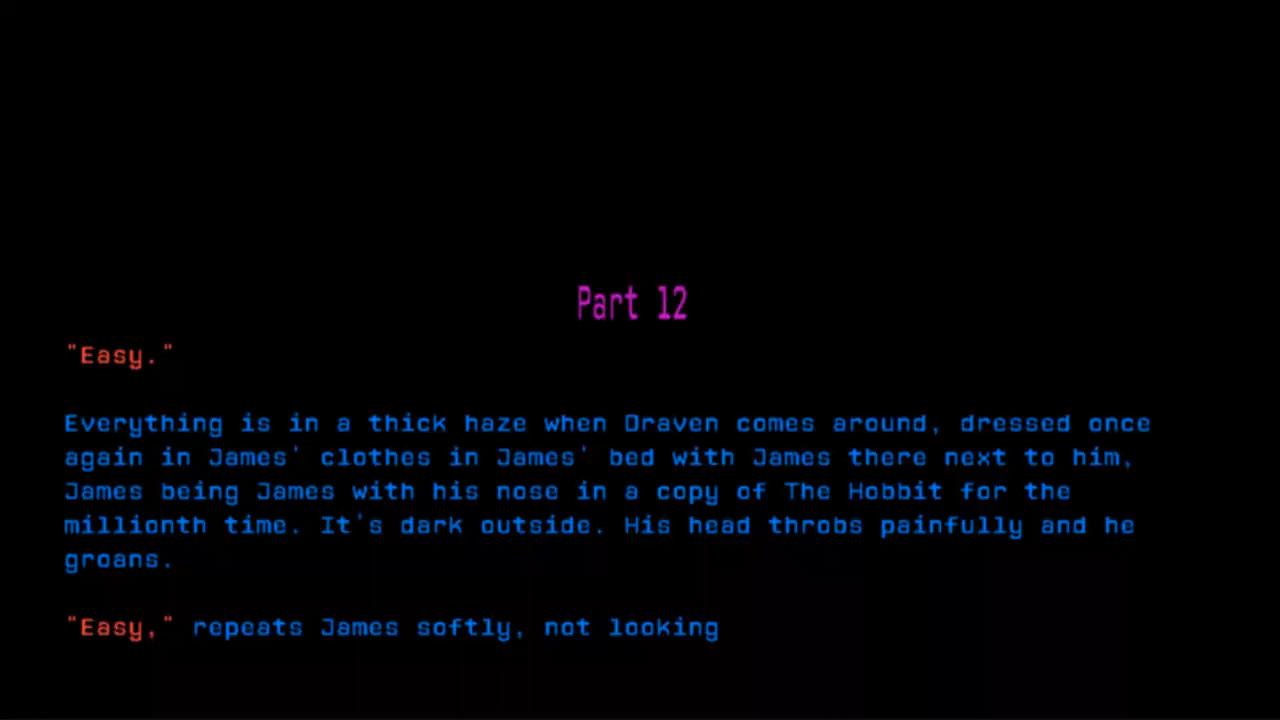 Part 12
"Easy."
Everything is in a thick haze when Draven comes around, dressed once
again in James' clothes in James' bed with James there next to him,
James being James with his nose in a copy of The Hobbit for the
millionth time. It's dark outside. His head throbs painfully and he
groans.
"Easy," repeats James softly, not looking